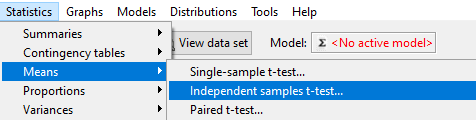 Statistics Graphs Models Distributions Tools Help
Summaries
Contingency tables
View data set Model: Σ <No active model>
Means
Single-sample t-test...
Independent samples t-test...
Proportions
Variances
Paired t-test...